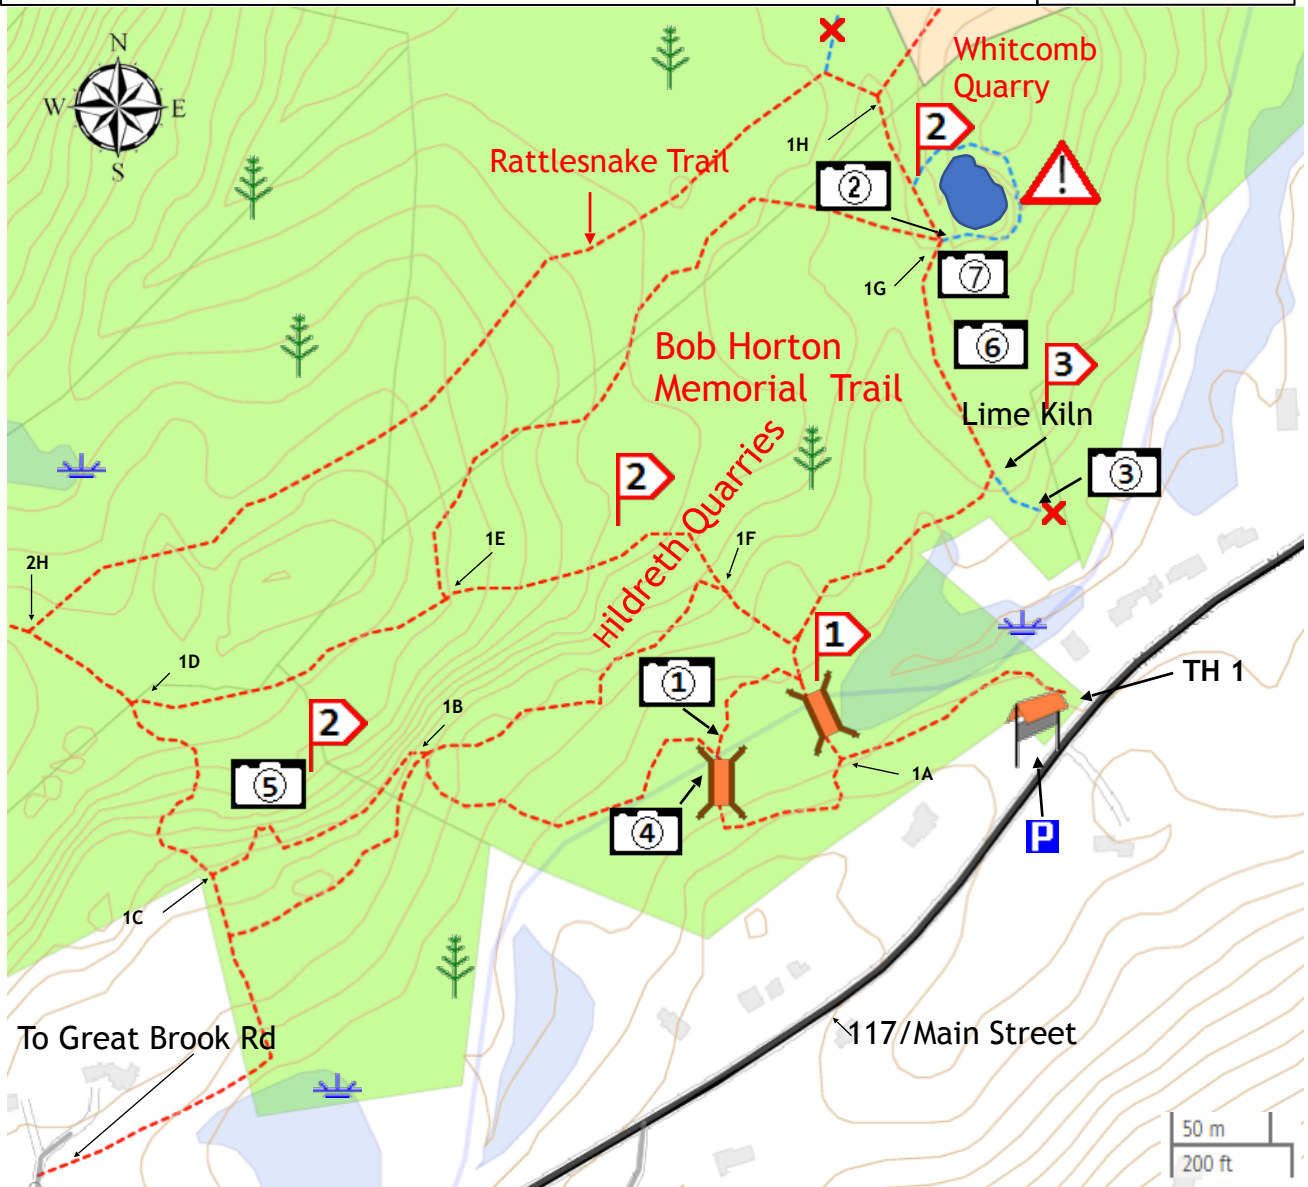 N
W
E
S
Whitcomb
Quarry
2
1H
Rattlesnake Trail
2
!
1G
7
6
Bob Horton
Memorial  Trail
3
Lime Kiln
Hildreth Quarries
2
3
1E
1F
2H
1
1D
1
TH 1
2
1B
5
1A
4
P
1C
To Great Brook Rd
117/Main Street
50 m
200 ft